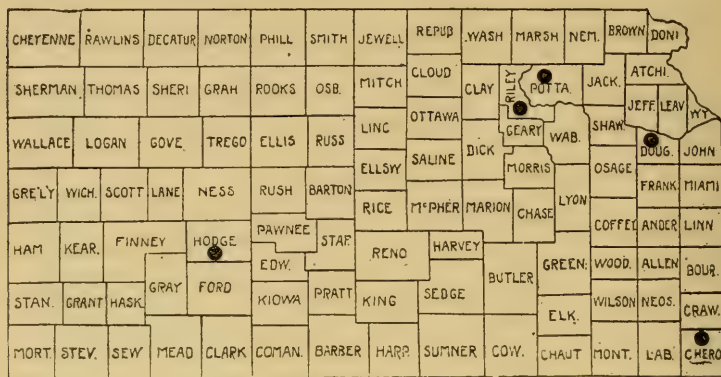 CHEYENNE RAWLINS DECATUR NORTON PHILL SMITH JEWELL REPUB WASH MARSH NEM. BROWN DONI
SHERMAN THOMAS SHERI GRAH ROOKS OSB. MITCH CLOUD CLAY RILEY POTTA. JACK. ATCHI.
JEFF. LEAV WY
WALLACE LOGAN GOVE TREGO ELLIS RUSS LINC OTTAWA DICK GEARY WAB. SHAW. DOUG. JOHN
ELLSW SALINE MORRIS OSAGE
GRE'LY WICH. SCOTT LANE NESS RUSH BARTON RICE McPHER MARION CHASE LYON FRANK MIAMI
COFFEY ANDER LINN
HAM KEAR. FINNEY HODGE PAWNEE STAF. RENO HARVEY
EDW. BUTLER GREEN. WOOD. ALLEN BOUR.
STAN. GRANT HASK. GRAY FORD KIOWA PRATT KING SEDGE ELK. WILSON NEOS. CRAW.
MORT. STEV. SEW MEAD CLARK COMAN. BARBER HARP. SUMNER COW. CHAUT MONT. LAB. CHERO